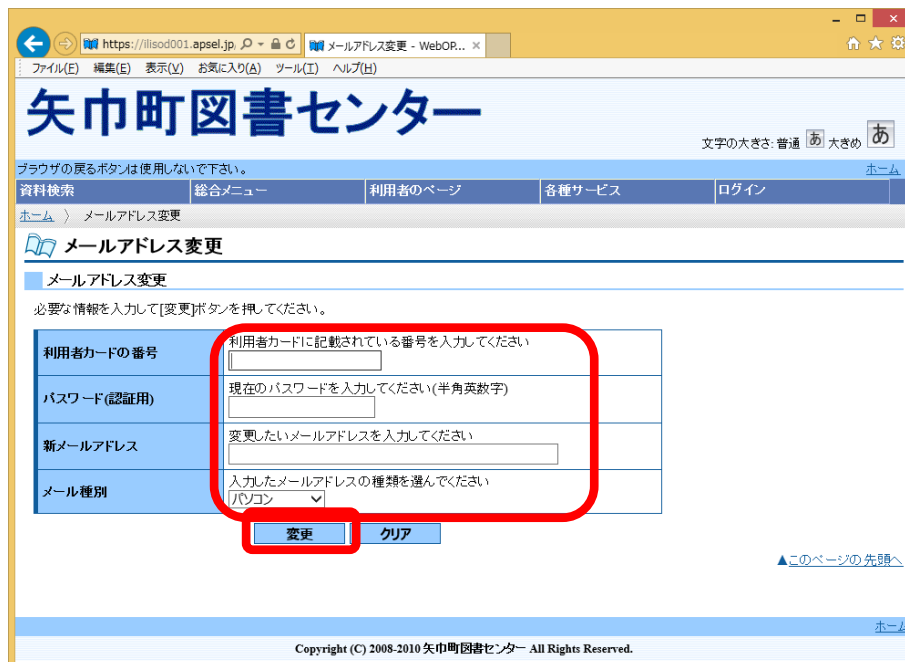 https://ilisod001.apsel.jp,
メールアドレス変更 - WebOP...
ファイル(F) 編集(E) 表示(V) お気に入り(A) ツール(T) ヘルプ(H)
矢巾町図書センター
文字の大きさ: 普通 あ 大きめ あ
ブラウザの戻るボタンは使用しないで下さい。 ホーム
資料検索 総合メニュー 利用者のページ 各種サービス ログイン
ホーム 〉 メールアドレス変更
メールアドレス変更
メールアドレス変更
必要な情報を入力して[変更]ボタンを押してください。
利用者カードの番号 利用者カードに記載されている番号を入力してください
パスワード(認証用) 現在のパスワードを入力してください(半角英数字)
新メールアドレス 変更したいメールアドレスを入力してください
メール種別 入力したメールアドレスの種類を選んでください
パソコン
変更 クリア
▲このページの先頭へ
ホーム
Copyright (C) 2008-2010 矢巾町図書センター All Rights Reserved.